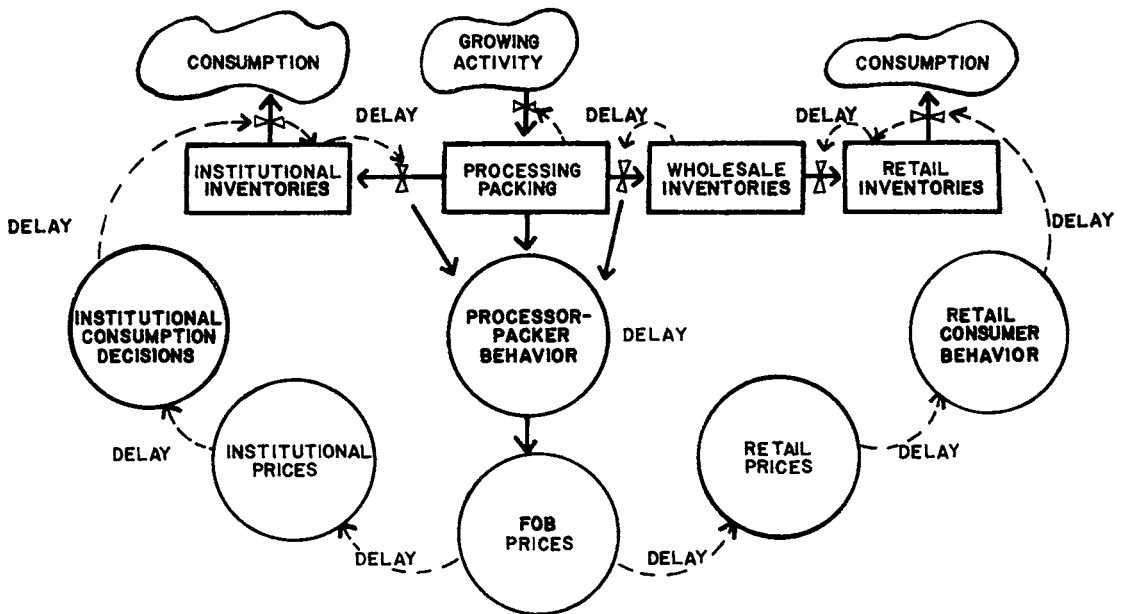 CONSUMPTION
GROWING
ACTIVITY
CONSUMPTION
DELAY
DELAY
DELAY
INSTITUTIONAL
INVENTORIES
PROCESSING
PACKING
WHOLESALE
INVENTORIES
RETAIL
INVENTORIES
DELAY
DELAY
INSTITUTIONAL
CONSUMPTION
DECISIONS
PROCESSOR-
PACKER
BEHAVIOR
DELAY
RETAIL
CONSUMER
BEHAVIOR
DELAY
INSTITUTIONAL
PRICES
RETAIL
PRICES
DELAY
FOB
PRICES
DELAY
DELAY